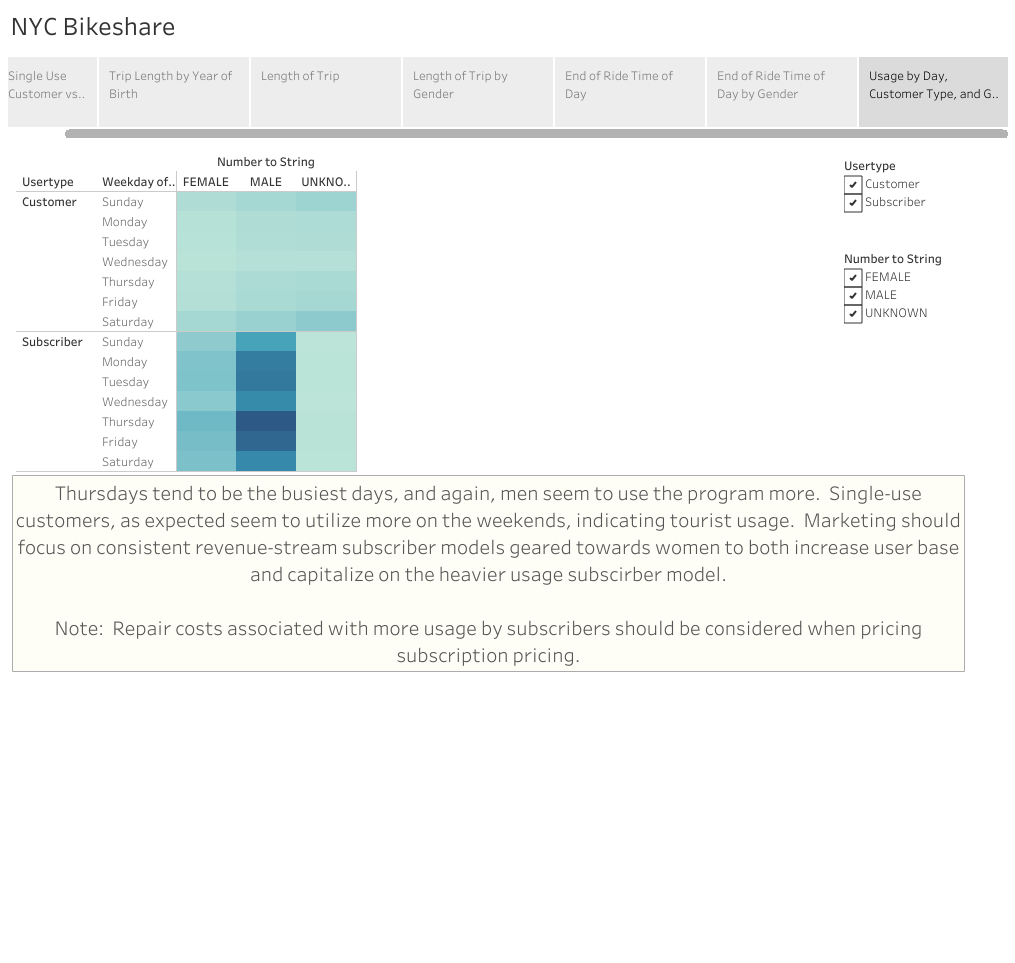 NYC Bikeshare
Single Use
Customer vs..
Trip Length by Year of
Birth
Length of Trip
Length of Trip by
Gender
End of Ride Time of
Day
End of Ride Time of
Day by Gender
Usage by Day,
Customer Type, and G..
Number to String
Usertype Weekday of.. FEMALE MALE UNKNO..
Customer Sunday
Monday
Tuesday
Wednesday
Thursday
Friday
Saturday
Subscriber Sunday
Monday
Tuesday
Wednesday
Thursday
Friday
Saturday
Usertype
Customer
Subscriber
Number to String
FEMALE
MALE
UNKNOWN
Thursdays tend to be the busiest days, and again, men seem to use the program more.  Single-use
customers, as expected seem to utilize more on the weekends, indicating tourist usage.  Marketing should
focus on consistent revenue-stream subscriber models geared towards women to both increase user base
and capitalize on the heavier usage subscirber model.
Note:  Repair costs associated with more usage by subscribers should be considered when pricing
subscription pricing.